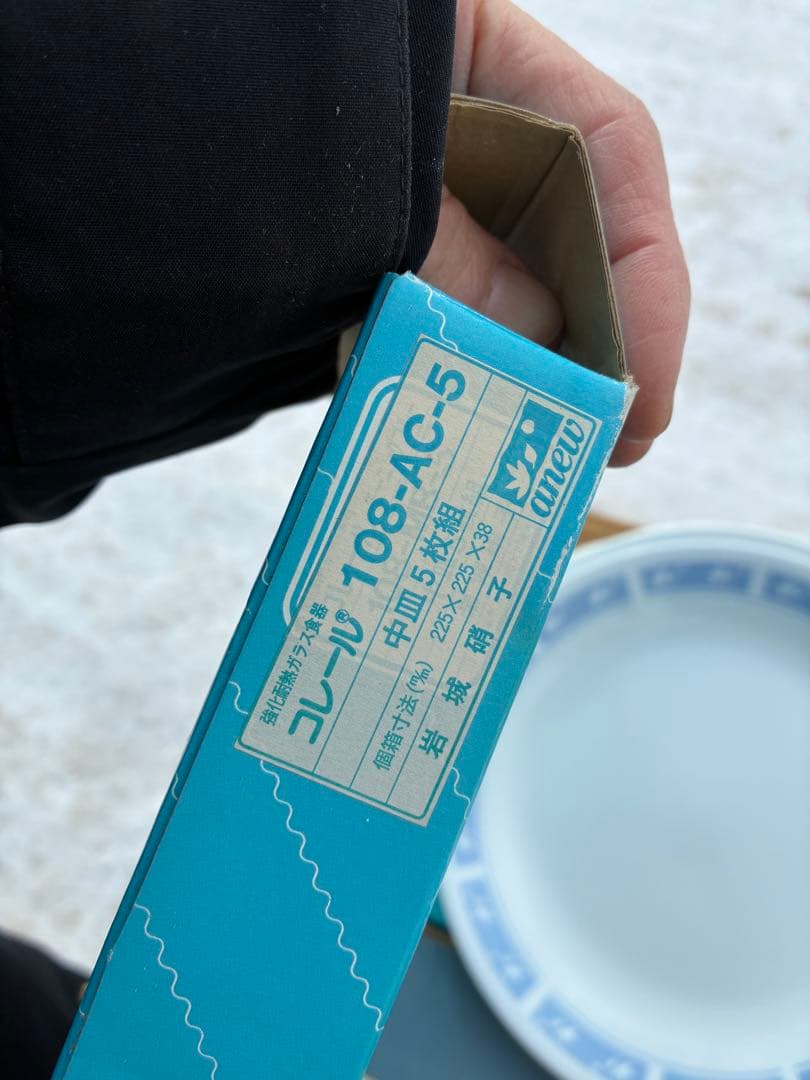 強化耐熱ガラス食器
コレール® 108-AC-5
中皿5枚組
個箱寸法(m/m) 225×225×38
岩城硝子
anew